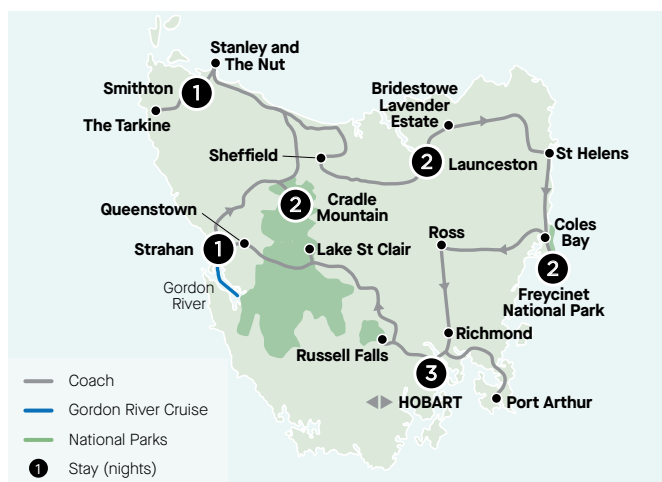 Stanley and
The Nut
Smithton
1
The Tarkine
Bridestowe
Lavender
Estate
Sheffield
2
Launceston
St Helens
2
Cradle
Mountain
Queenstown
Strahan
1
Lake St Clair
Ross
Coles
Bay
2
Freycinet
National Park
Gordon
River
Richmond
Russell Falls
3
HOBART
Port Arthur
Coach
Gordon River Cruise
National Parks
1 Stay (nights)